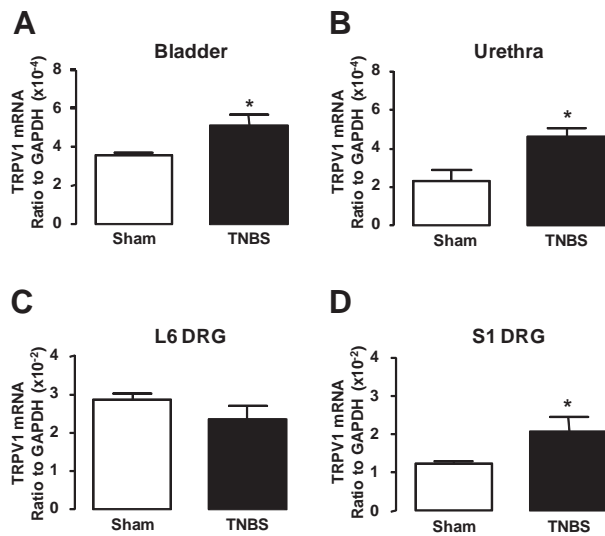 A
Bladder
TRPV1 mRNA
Ratio to GAPDH (x10-4)
8
6
4
2
0
*
Sham
TNBS
B
Urethra
TRPV1 mRNA
Ratio to GAPDH (x10-4)
8
6
4
2
0
*
Sham
TNBS
C
L6 DRG
TRPV1 mRNA
Ratio to GAPDH (x10-2)
4
3
2
1
0
Sham
TNBS
D
S1 DRG
TRPV1 mRNA
Ratio to GAPDH (x10-2)
4
3
2
1
0
*
Sham
TNBS